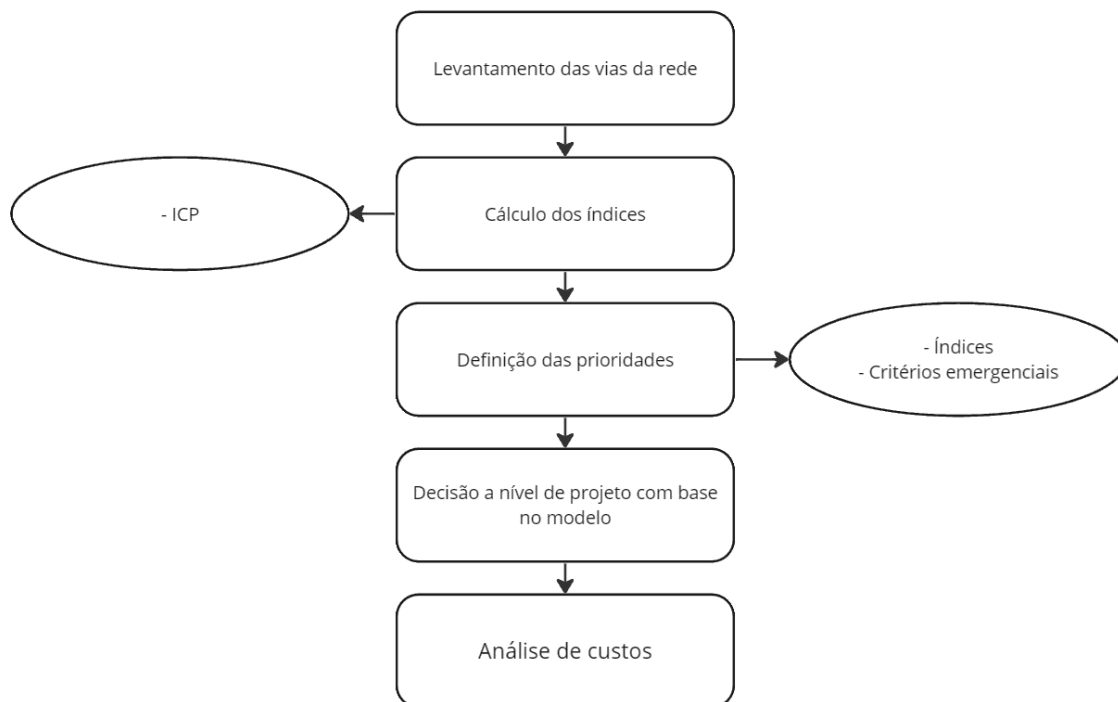 Levantamento das vias da rede
- ICP
Cálculo dos índices
Definição das prioridades
- Índices
- Critérios emergenciais
Decisão a nível de projeto com base
no modelo
Análise de custos